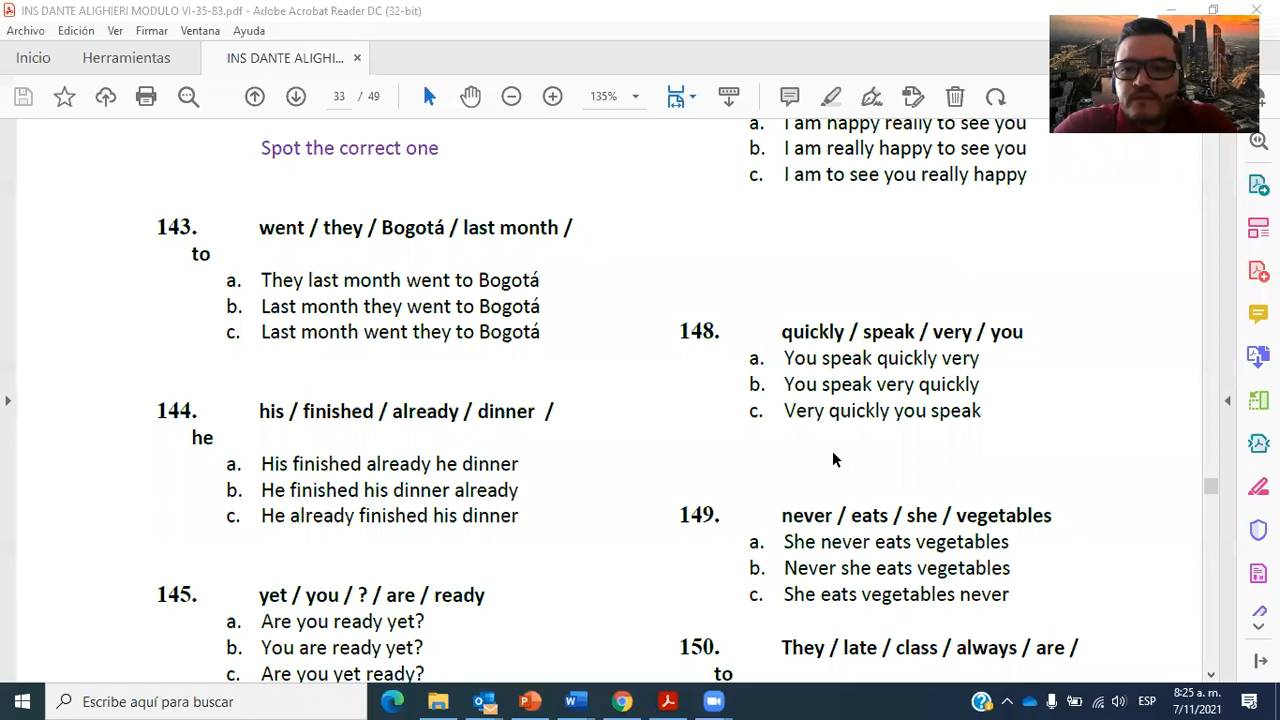 INS DANTE ALIGHIERI MODULO VI-35-83.pdf - Adobe Acrobat Reader DC (32-bit)
Archivo Edición Ver Firmar Ventana Ayuda
Inicio Herramientas INS DANTE ALIGHI... ×
33 / 49 135%
Spot the correct one
143. went / they / Bogotá / last month /
to
a. They last month went to Bogotá
b. Last month they went to Bogotá
c. Last month went they to Bogotá
144. his / finished / already / dinner /
he
a. His finished already he dinner
b. He finished his dinner already
c. He already finished his dinner
145. yet / you / ? / are / ready
a. Are you ready yet?
b. You are ready yet?
c. Are you yet ready?
a. I am happy really to see you
b. I am really happy to see you
c. I am to see you really happy
148. quickly / speak / very / you
a. You speak quickly very
b. You speak very quickly
c. Very quickly you speak
149. never / eats / she / vegetables
a. She never eats vegetables
b. Never she eats vegetables
c. She eats vegetables never
150. They / late / class / always / are /
to
Escribe aquí para buscar
ESP
8:25 a. m.
7/11/2021